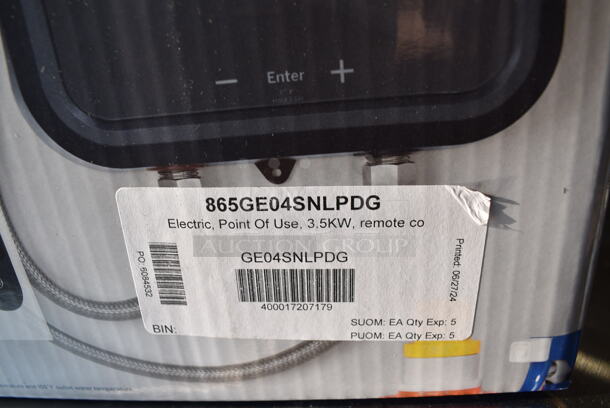 − Enter +
865GE04SNLPDG
Electric, Point Of Use, 3.5KW, remote co
AUCTION GROUP
GE04SNLPDG
400017207179
PO: 6084532
Printed: 06/27/24
BIN:
SUOM: EA Qty Exp: 5
PUOM: EA Qty Exp: 5